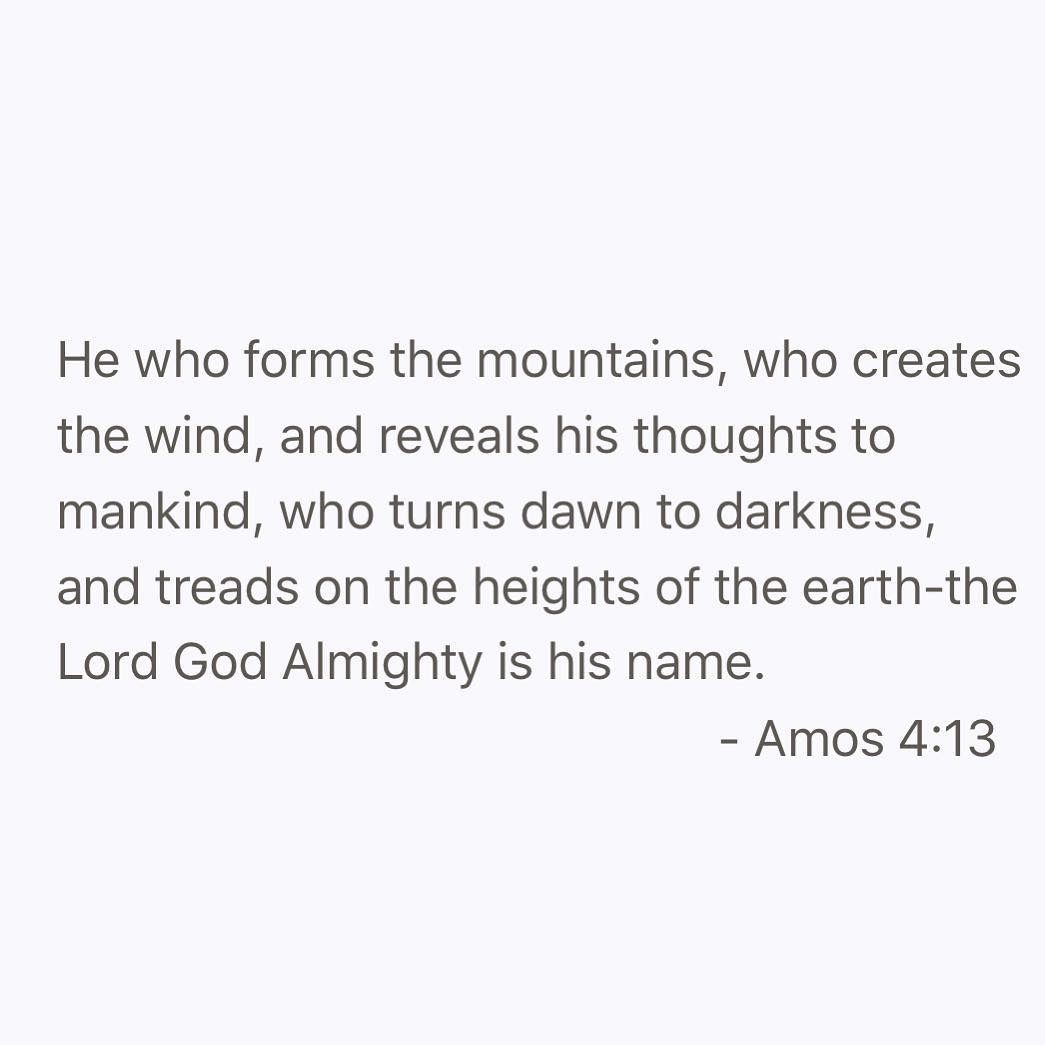 He who forms the mountains, who creates
the wind, and reveals his thoughts to
mankind, who turns dawn to darkness,
and treads on the heights of the earth-the
Lord God Almighty is his name.
- Amos 4:13